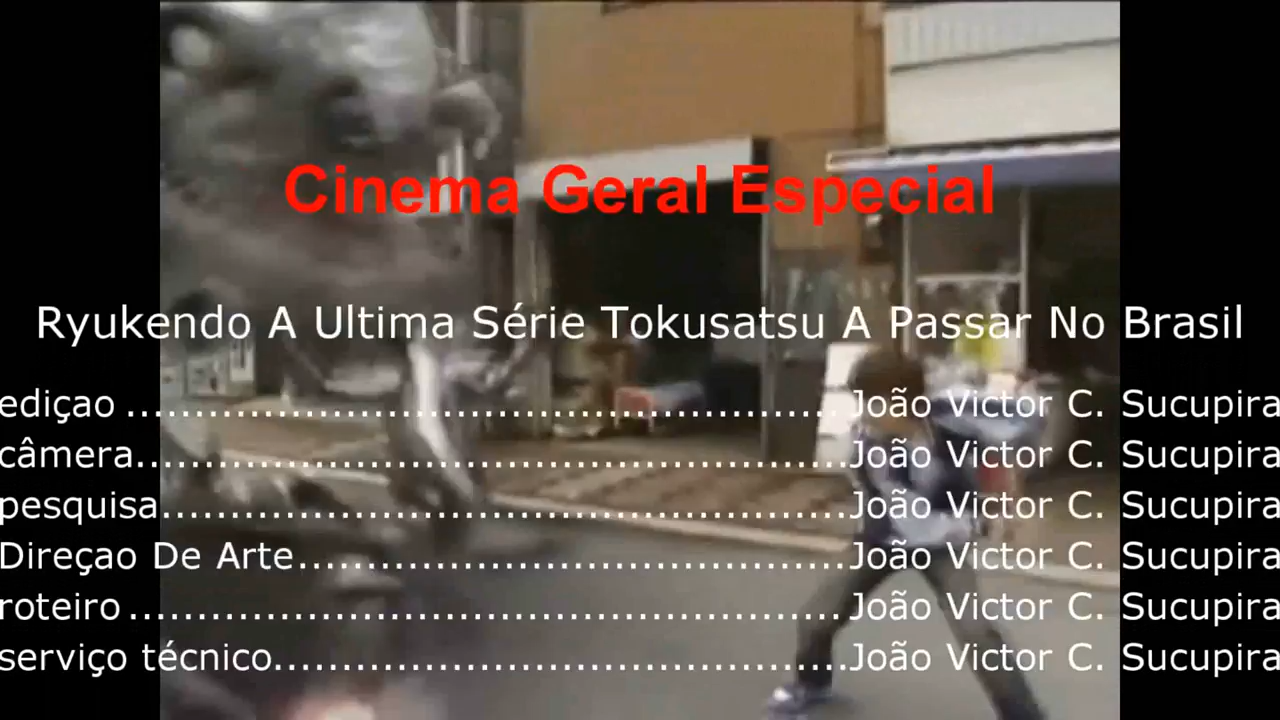 Cinema Geral Especial
Ryukendo A Ultima Série Tokusatsu A Passar No Brasil
ediçao ......................................................João Victor C. Sucupira
câmera......................................................João Victor C. Sucupira
pesquisa....................................................João Victor C. Sucupira
Direçao De Arte..........................................João Victor C. Sucupira
roteiro ......................................................João Victor C. Sucupira
serviço técnico...........................................João Victor C. Sucupira